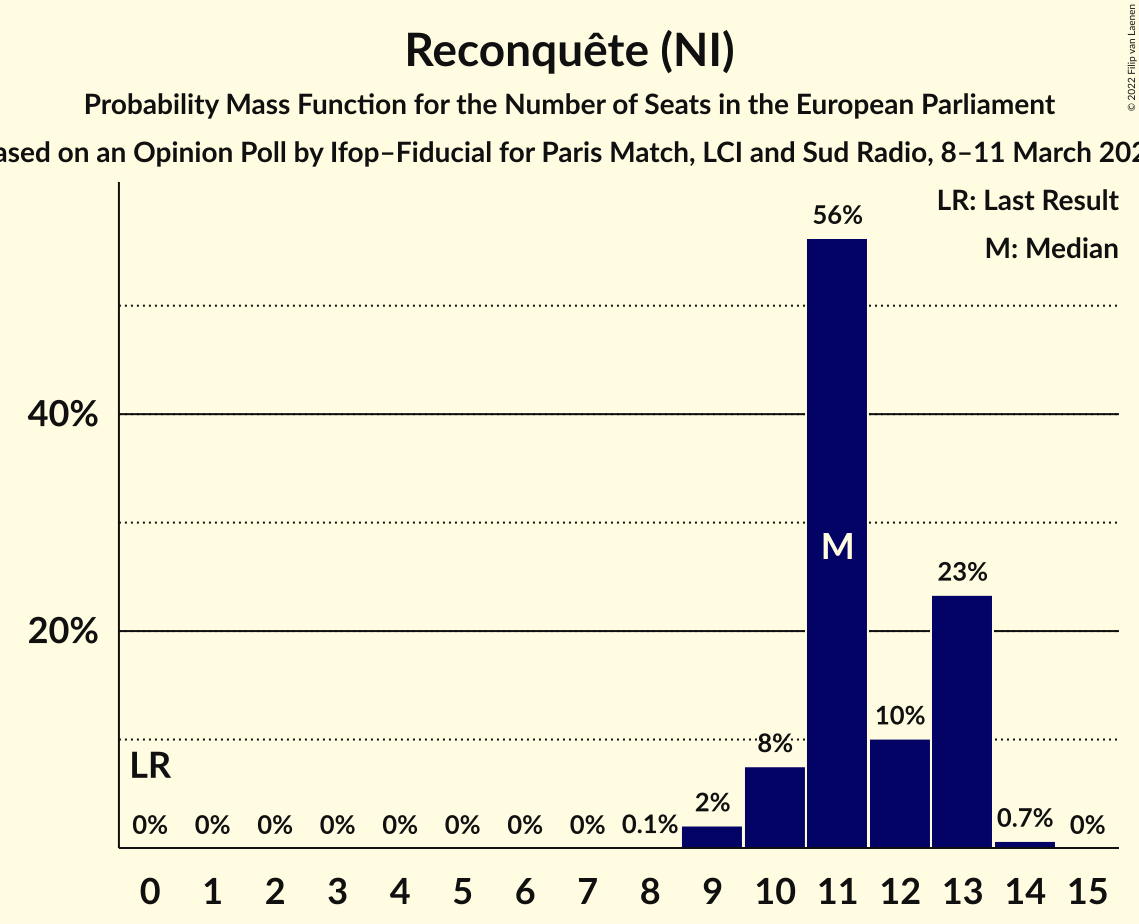 Reconquête (NI)
Probability Mass Function for the Number of Seats in the European Parliament
ased on an Opinion Poll by Ifop–Fiducial for Paris Match, LCI and Sud Radio, 8–11 March 202
© 2022 Filip van Laenen
LR: Last Result
M: Median
56%
40%
M
23%
20%
10%
8%
LR
2%
0% 0% 0% 0% 0% 0% 0% 0% 0.1% 0.7% 0%
0 1 2 3 4 5 6 7 8 9 10 11 12 13 14 15